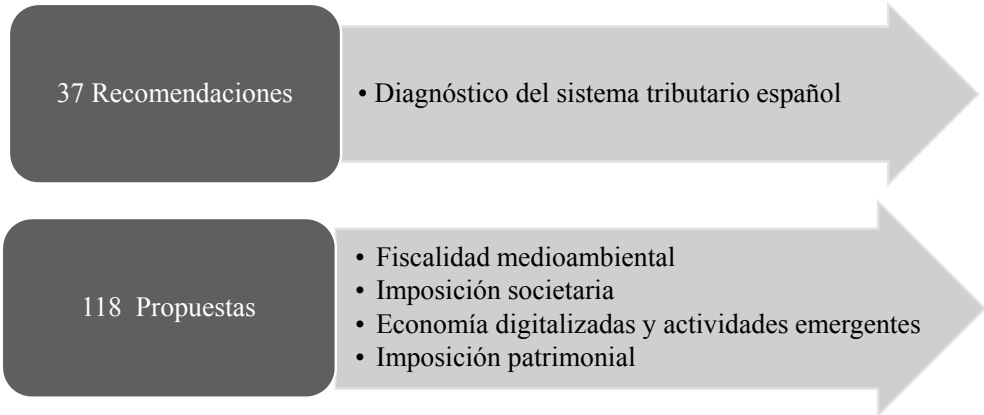 37 Recomendaciones
• Diagnóstico del sistema tributario español
118 Propuestas
• Fiscalidad medioambiental
• Imposición societaria
• Economía digitalizadas y actividades emergentes
• Imposición patrimonial